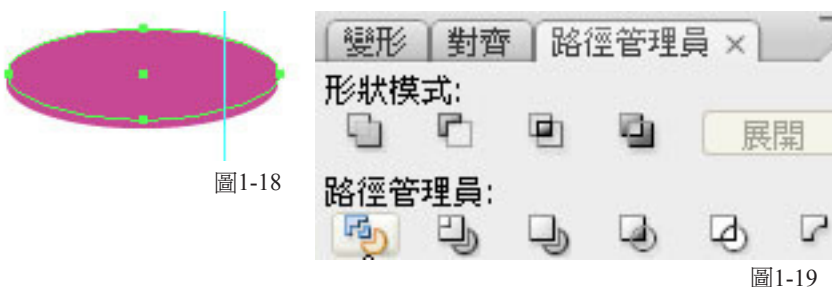 變形 對齊 路徑管理員 ×
形狀模式:
展開
路徑管理員:
圖1-18
圖1-19